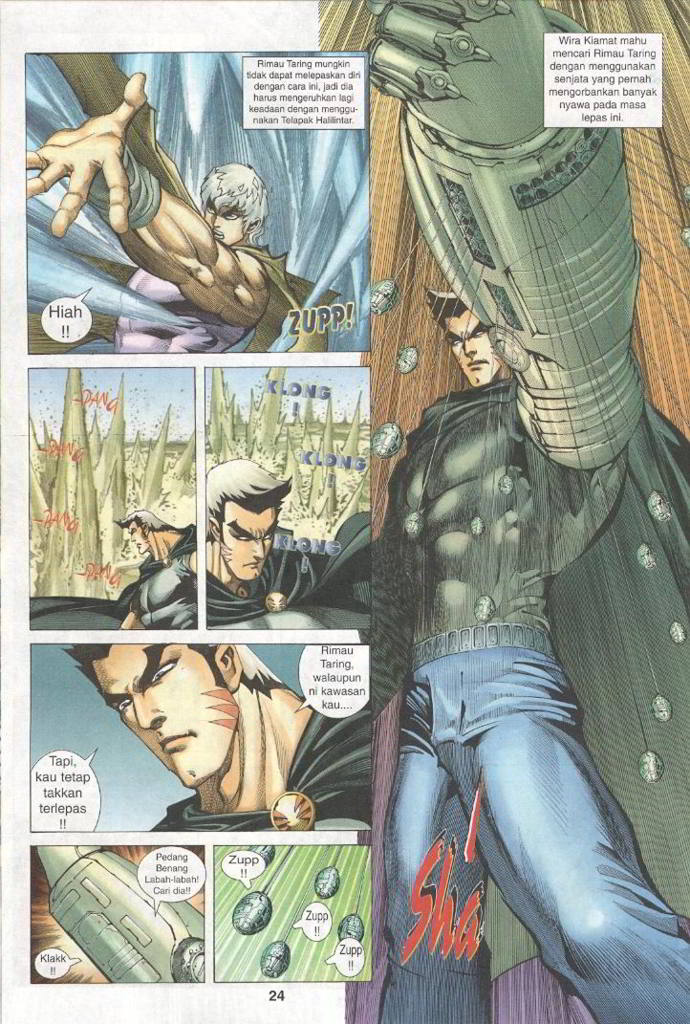 Rimau Taring mungkin
tidak dapat melepaskan diri
dengan cara ini, jadi dia
harus mengeruhkan lagi
keadaan dengan menggu-
nakan Telapak Halilintar.
Hiah
!!
ZUPP!
Wira Kiamat mahu
mencari Rimau Taring
dengan menggunakan
senjata yang pernah
mengorbankan banyak
nyawa pada masa
lepas ini.
DANG
DANG
DANG
DANG
KLONG
!
KLONG
!
KLONG
!
Rimau
Taring,
walaupun
ni kawasan
kau....
Tapi,
kau tetap
takkan
terlepas
!!
Pedang
Benang
Labah-labah!
Cari dia!!
Klakk
!!
Zupp
!!
Zupp
!!
Zupp
!!
Sha!
24